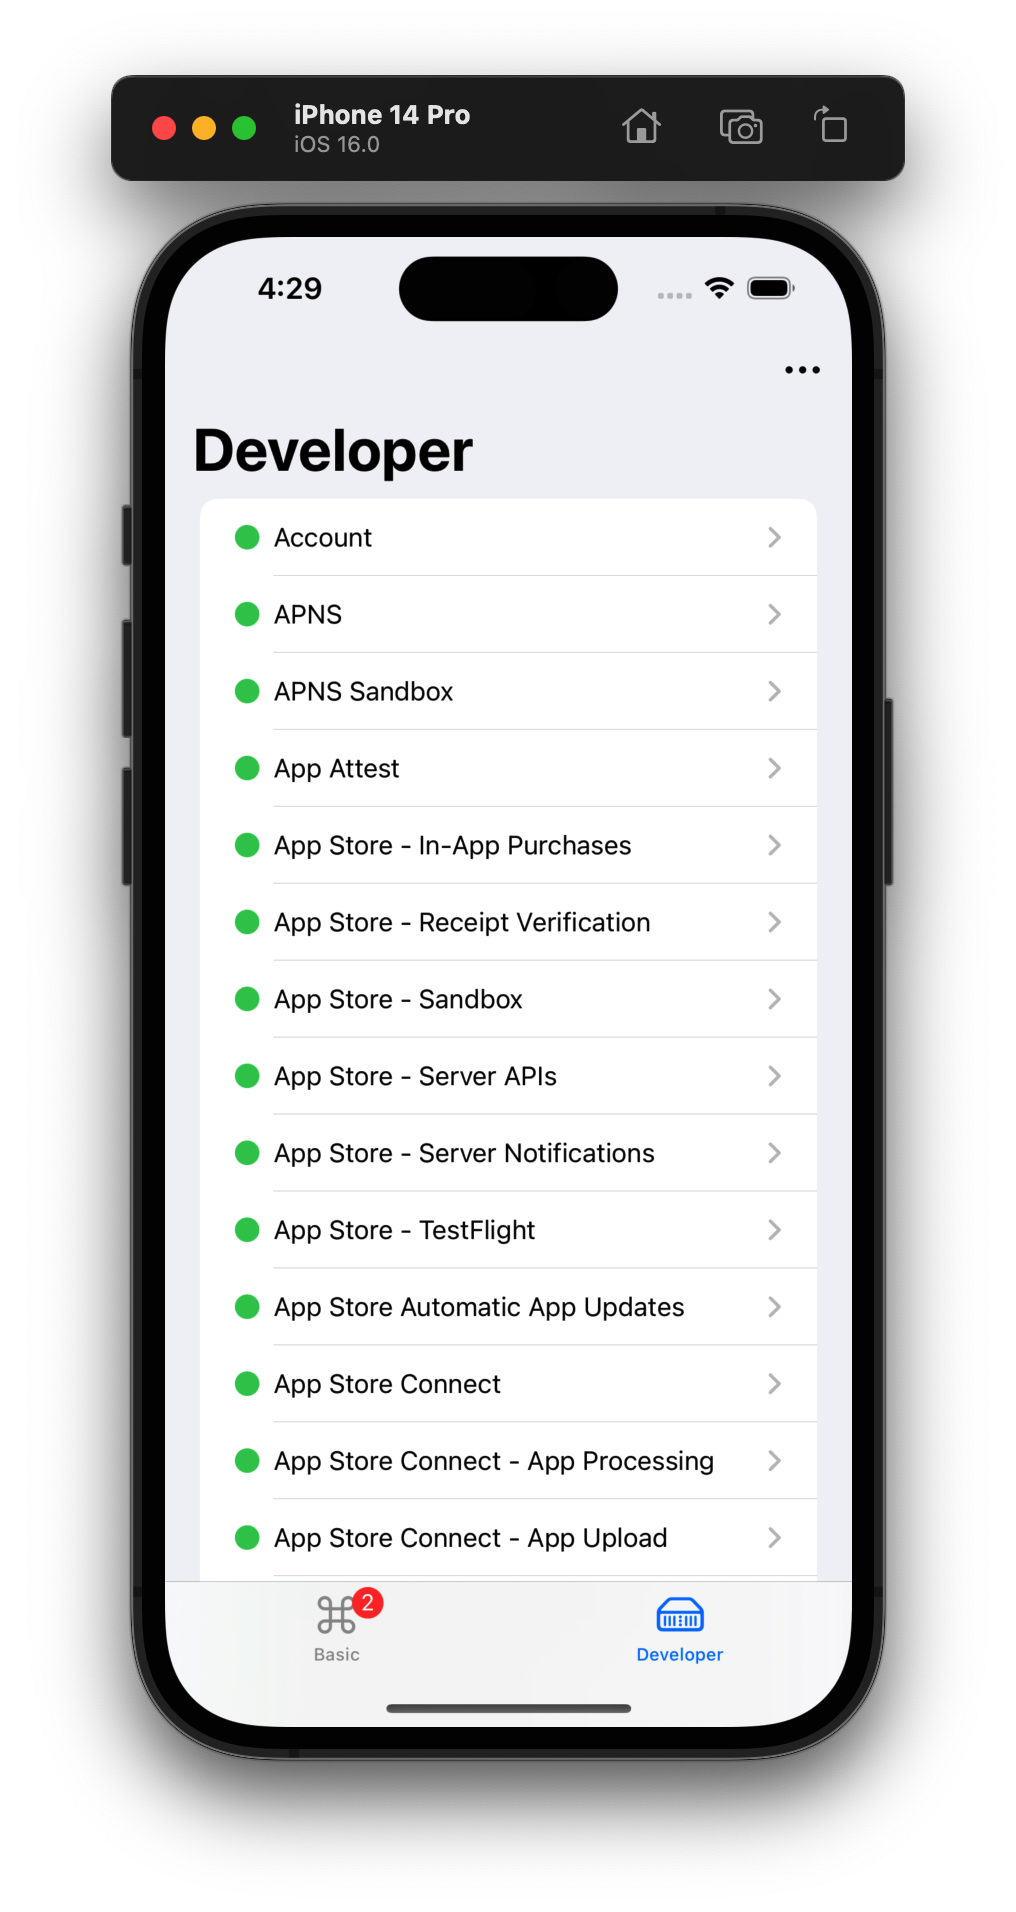 iPhone 14 Pro
iOS 16.0
4:29
Developer
Account
APNS
APNS Sandbox
App Attest
App Store - In-App Purchases
App Store - Receipt Verification
App Store - Sandbox
App Store - Server APIs
App Store - Server Notifications
App Store - TestFlight
App Store Automatic App Updates
App Store Connect
App Store Connect - App Processing
App Store Connect - App Upload
2
Basic
Developer